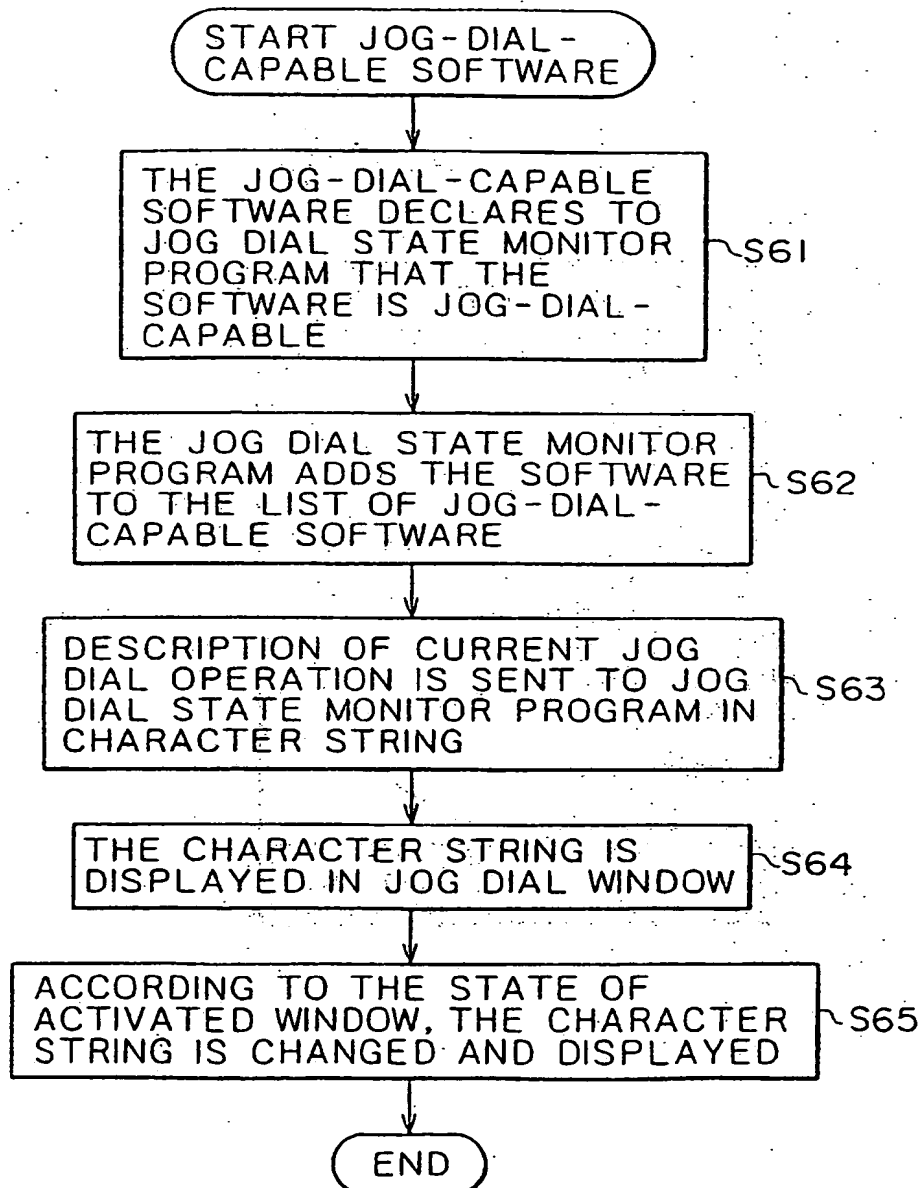 START JOG-DIAL-
CAPABLE SOFTWARE
THE JOG-DIAL-CAPABLE
SOFTWARE DECLARES TO
JOG DIAL STATE MONITOR
PROGRAM THAT THE
SOFTWARE IS JOG-DIAL-
CAPABLE
S61
THE JOG DIAL STATE MONITOR
PROGRAM ADDS THE SOFTWARE
TO THE LIST OF JOG-DIAL-
CAPABLE SOFTWARE
S62
DESCRIPTION OF CURRENT JOG
DIAL OPERATION IS SENT TO JOG
DIAL STATE MONITOR PROGRAM IN
CHARACTER STRING
S63
THE CHARACTER STRING IS
DISPLAYED IN JOG DIAL WINDOW
S64
ACCORDING TO THE STATE OF
ACTIVATED WINDOW, THE CHARACTER
STRING IS CHANGED AND DISPLAYED
S65
END